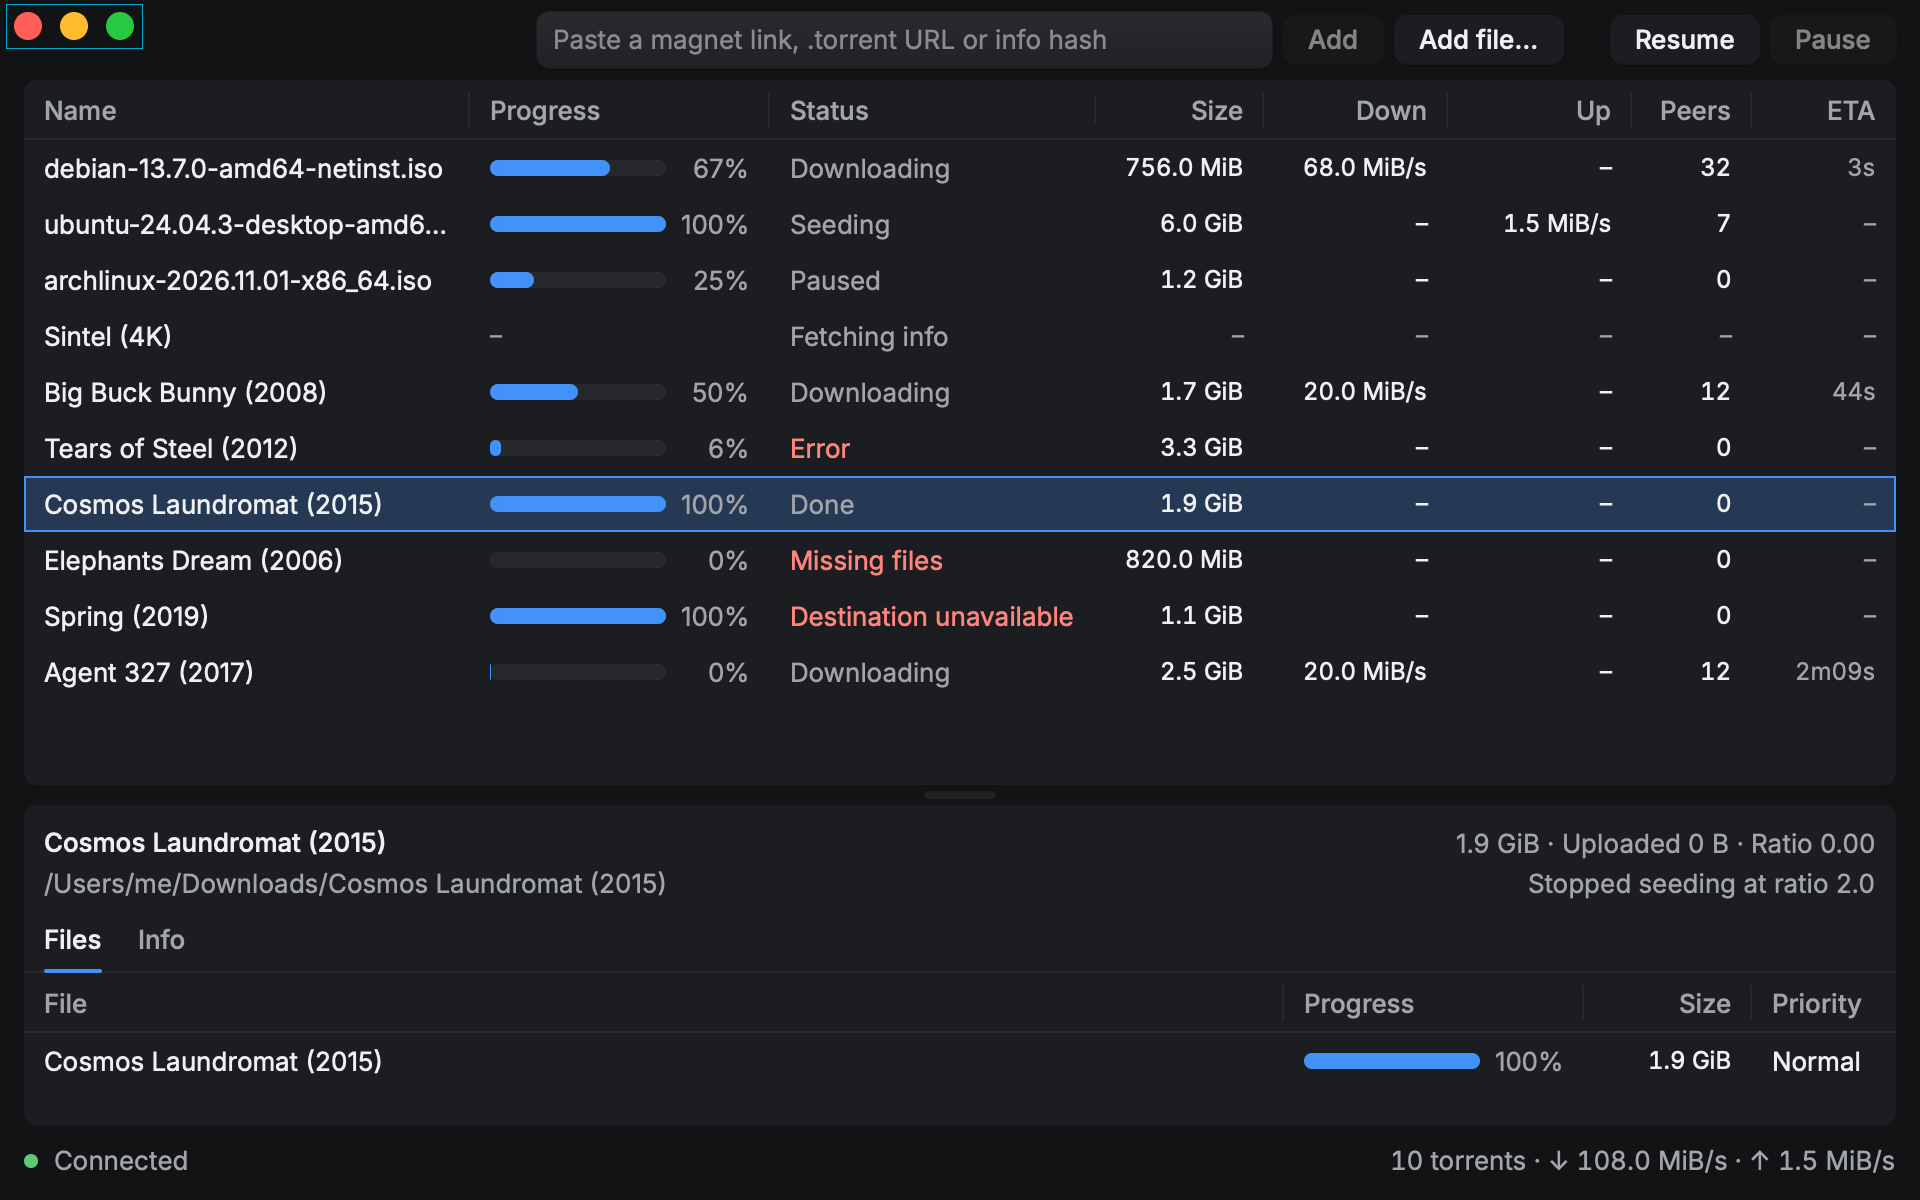 Paste a magnet link, .torrent URL or info hash Add Add file... Resume Pause
Name Progress Status Size Down Up Peers ETA
debian-13.7.0-amd64-netinst.iso 67% Downloading 756.0 MiB 68.0 MiB/s – 32 3s
ubuntu-24.04.3-desktop-amd6... 100% Seeding 6.0 GiB – 1.5 MiB/s 7 –
archlinux-2026.11.01-x86_64.iso 25% Paused 1.2 GiB – – 0 –
Sintel (4K) – Fetching info – – – – –
Big Buck Bunny (2008) 50% Downloading 1.7 GiB 20.0 MiB/s – 12 44s
Tears of Steel (2012) 6% Error 3.3 GiB – – 0 –
Cosmos Laundromat (2015) 100% Done 1.9 GiB – – 0 –
Elephants Dream (2006) 0% Missing files 820.0 MiB – – 0 –
Spring (2019) 100% Destination unavailable 1.1 GiB – – 0 –
Agent 327 (2017) 0% Downloading 2.5 GiB 20.0 MiB/s – 12 2m09s
Cosmos Laundromat (2015) 1.9 GiB · Uploaded 0 B · Ratio 0.00
/Users/me/Downloads/Cosmos Laundromat (2015) Stopped seeding at ratio 2.0
Files Info
File Progress Size Priority
Cosmos Laundromat (2015) 100% 1.9 GiB Normal
Connected 10 torrents · ↓ 108.0 MiB/s · ↑ 1.5 MiB/s